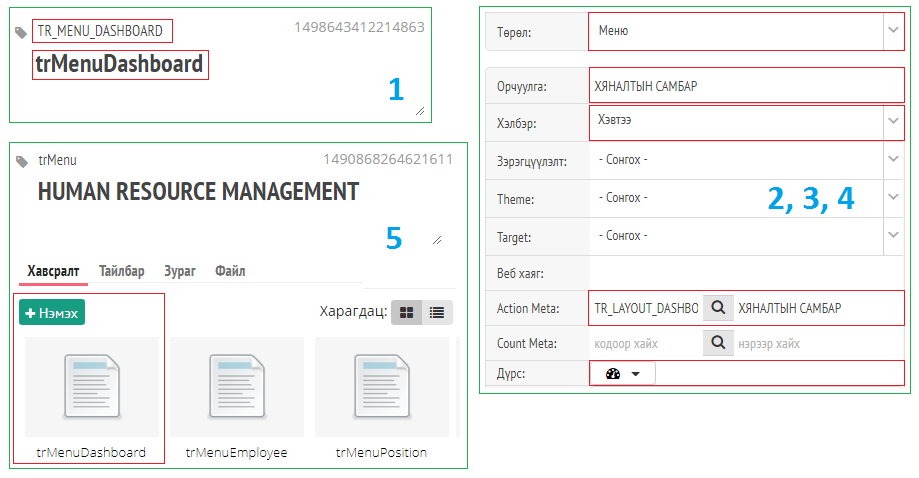 TR_MENU_DASHBOARD
1498643412214863
trMenuDashboard
1
trMenu
1490868264621611
HUMAN RESOURCE MANAGEMENT
5
Хавсралт Тайлбар Зураг Файл
Нэмэх
Харагдац:
trMenuDashboard
trMenuEmployee
trMenuPosition
Төрөл: Меню
Орчуулга: ХЯНАЛТЫН САМБАР
Хэлбэр: Хэвтээ
Зэрэгцүүлэлт: - Сонгох -
Theme: - Сонгох -
2, 3, 4
Target: - Сонгох -
Веб хаяг:
Action Meta: TR_LAYOUT_DASHBO ХЯНАЛТЫН САМБАР
Count Meta: кодоор хайх нэрээр хайх
Дүрс: